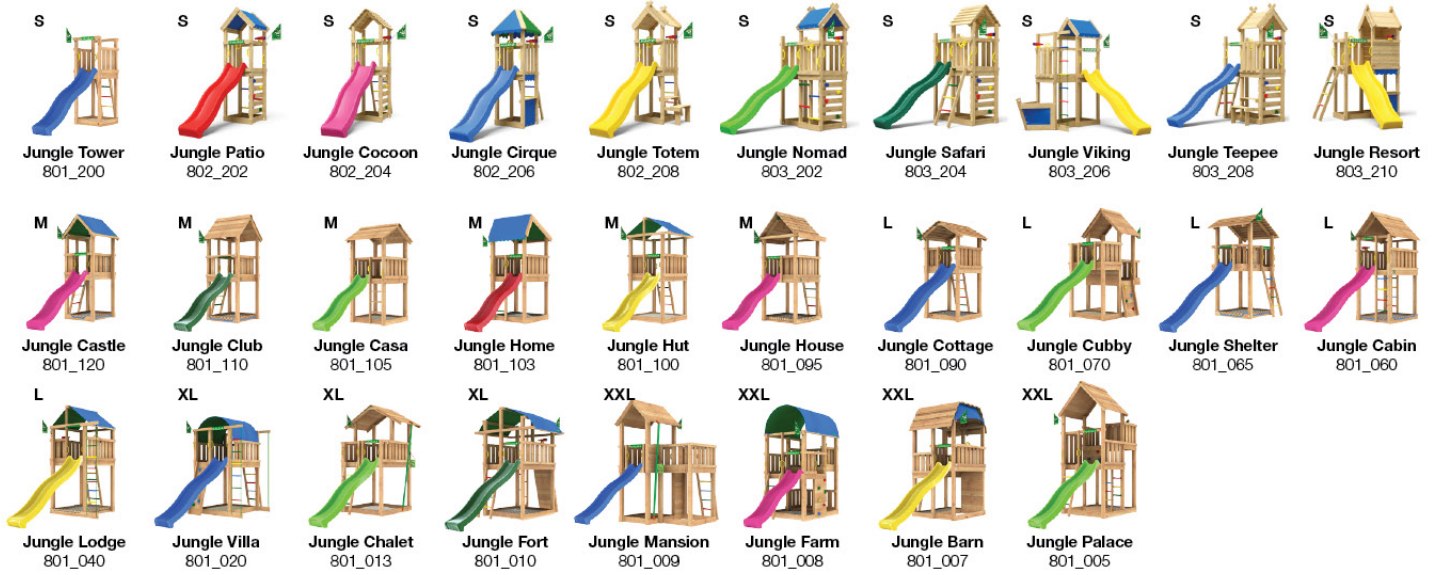 S S S S S S S S S S
Jungle Tower Jungle Patio Jungle Cocoon Jungle Cirque Jungle Totem Jungle Nomad Jungle Safari Jungle Viking Jungle Teepee Jungle Resort
801_200 802_202 802_204 802_206 802_208 803_202 803_204 803_206 803_208 803_210
M M M M M M L L L L
Jungle Castle Jungle Club Jungle Casa Jungle Home Jungle Hut Jungle House Jungle Cottage Jungle Cubby Jungle Shelter Jungle Cabin
801_120 801_110 801_105 801_103 801_100 801_095 801_090 801_070 801_065 801_060
L XL XL XL XXL XXL XXL XXL
Jungle Lodge Jungle Villa Jungle Chalet Jungle Fort Jungle Mansion Jungle Farm Jungle Barn Jungle Palace
801_040 801_020 801_013 801_010 801_009 801_008 801_007 801_005